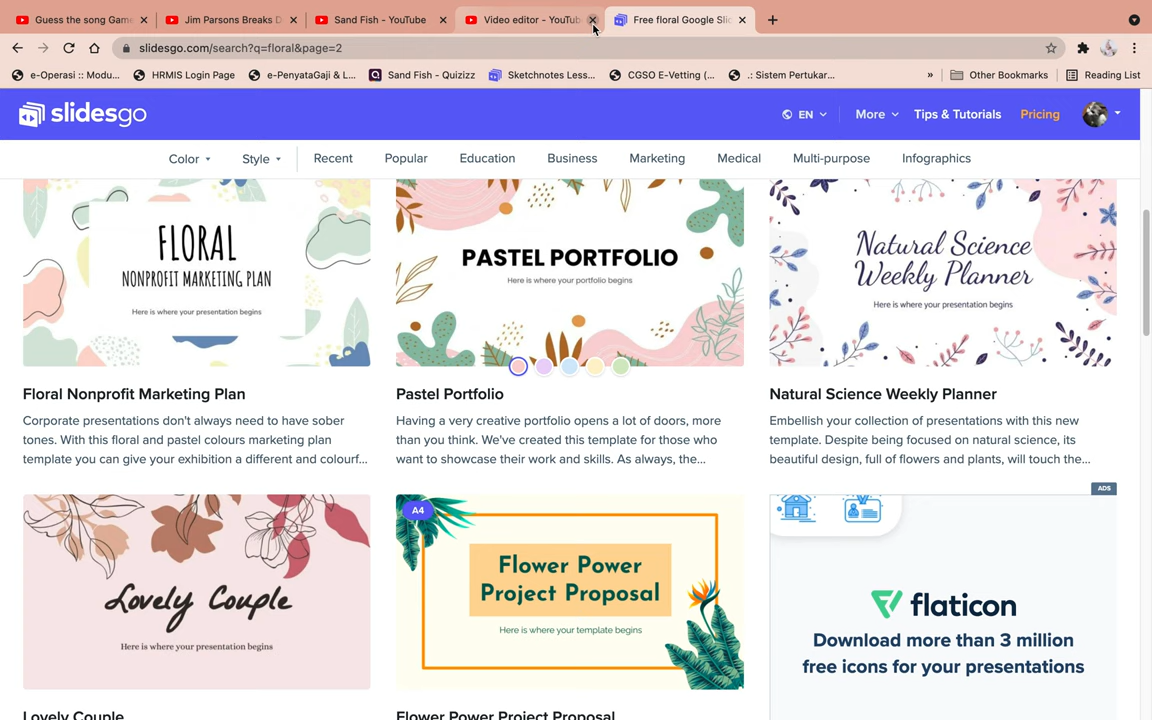 Guess the song Gam
Jim Parsons Breaks D
Sand Fish - YouTube
Video editor - YouTub
Free floral Google Slid
slidesgo.com/search?q=floral&page=2
e-Operasi :: Modu...
HRMIS Login Page
e-PenyataGaji & L...
Sand Fish - Quizizz
Sketchnotes Less...
CGSO E-Vetting (...
.: Sistem Pertukar...
»
Other Bookmarks
Reading List
slidesgo
EN
More
Tips & Tutorials
Pricing
Color
Style
Recent
Popular
Education
Business
Marketing
Medical
Multi-purpose
Infographics
FLORAL
NONPROFIT MARKETING PLAN
Here is where your presentation begins
PASTEL PORTFOLIO
Here is where your portfolio begins
Natural Science
Weekly Planner
Here is where your presentation begins
Floral Nonprofit Marketing Plan
Corporate presentations don't always need to have sober
tones. With this floral and pastel colours marketing plan
template you can give your exhibition a different and colourf...
Pastel Portfolio
Having a very creative portfolio opens a lot of doors, more
than you think. We've created this template for those who
want to showcase their work and skills. As always, the...
Natural Science Weekly Planner
Embellish your collection of presentations with this new
template. Despite being focused on natural science, its
beautiful design, full of flowers and plants, will touch the...
ADS
Lovely Couple
Here is where your presentation begins
A4
Flower Power
Project Proposal
Here is where your template begins
flaticon
Download more than 3 million
free icons for your presentations
Lovely Couple
Flower Power Project Proposal